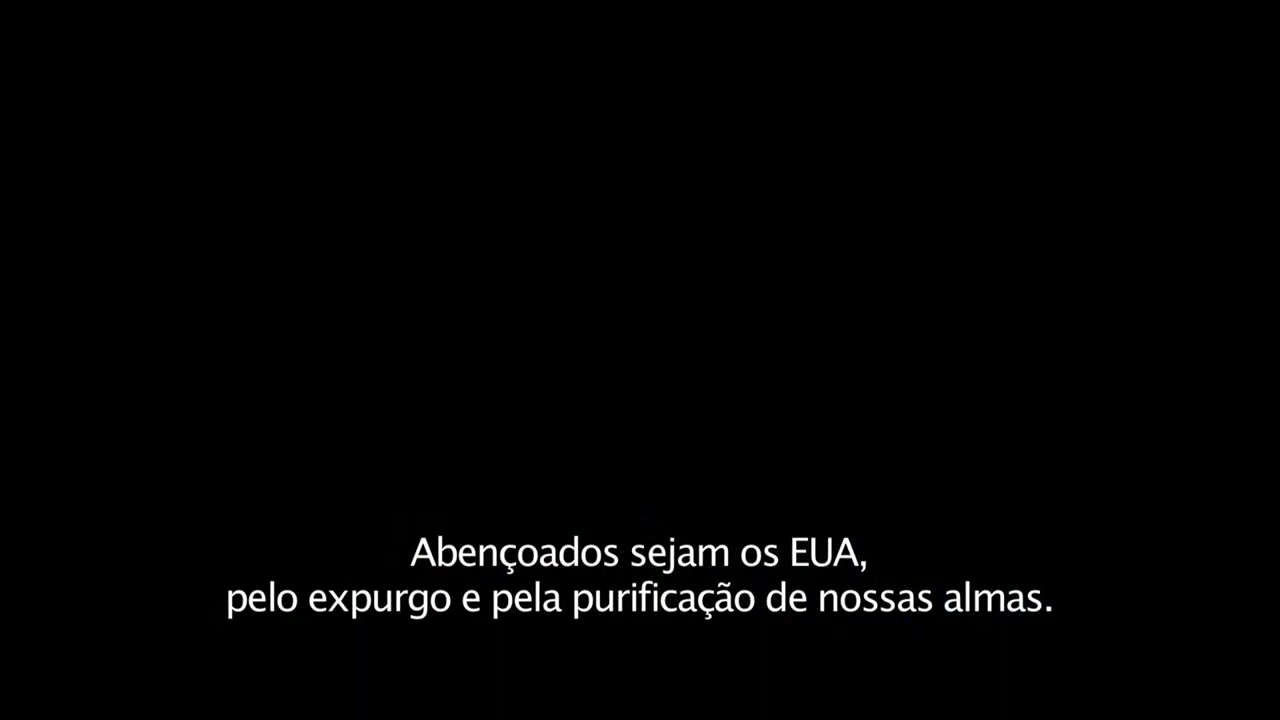 Abençoados sejam os EUA,
pelo expurgo e pela purificação de nossas almas.